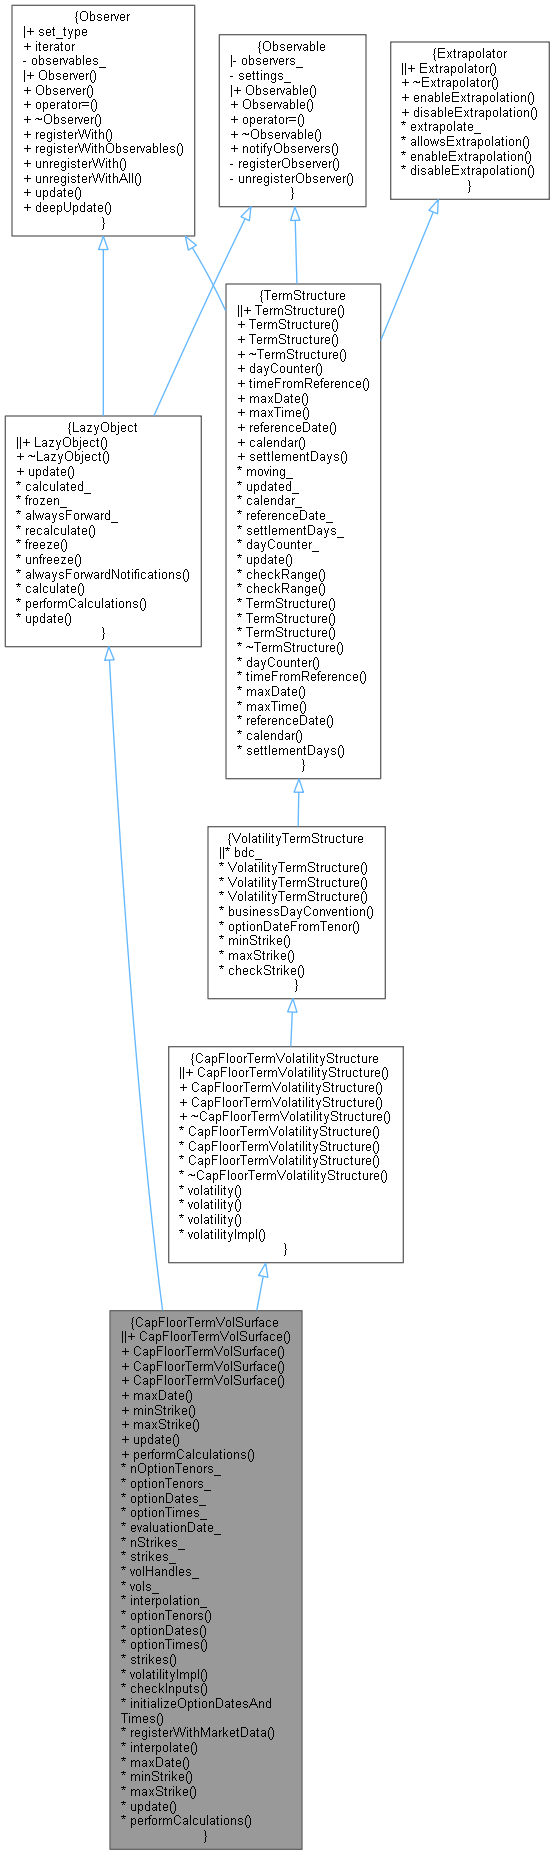 {Observer
|+ set_type
+ iterator
- observables_
|+ Observer()
+ Observer()
+ operator=()
+ ~Observer()
+ registerWith()
+ registerWithObservables()
+ unregisterWith()
+ unregisterWithAll()
+ update()
+ deepUpdate()
}
{Observable
|- observers_
- settings_
|+ Observable()
+ Observable()
+ operator=()
+ ~Observable()
+ notifyObservers()
- registerObserver()
- unregisterObserver()
}
{Extrapolator
||+ Extrapolator()
+ ~Extrapolator()
+ enableExtrapolation()
+ disableExtrapolation()
* extrapolate_
* allowsExtrapolation()
* enableExtrapolation()
* disableExtrapolation()
}
{TermStructure
||+ TermStructure()
+ TermStructure()
+ TermStructure()
+ ~TermStructure()
+ dayCounter()
+ timeFromReference()
+ maxDate()
+ maxTime()
+ referenceDate()
+ calendar()
+ settlementDays()
* moving_
* updated_
* calendar_
* referenceDate_
* settlementDays_
* dayCounter_
* update()
* checkRange()
* checkRange()
* TermStructure()
* TermStructure()
* TermStructure()
* ~TermStructure()
* dayCounter()
* timeFromReference()
* maxDate()
* maxTime()
* referenceDate()
* calendar()
* settlementDays()
}
{LazyObject
||+ LazyObject()
+ ~LazyObject()
+ update()
* calculated_
* frozen_
* alwaysForward_
* recalculate()
* freeze()
* unfreeze()
* alwaysForwardNotifications()
* calculate()
* performCalculations()
* update()
}
{VolatilityTermStructure
||* bdc_
* VolatilityTermStructure()
* VolatilityTermStructure()
* VolatilityTermStructure()
* businessDayConvention()
* optionDateFromTenor()
* minStrike()
* maxStrike()
* checkStrike()
}
{CapFloorTermVolatilityStructure
||+ CapFloorTermVolatilityStructure()
+ CapFloorTermVolatilityStructure()
+ CapFloorTermVolatilityStructure()
+ ~CapFloorTermVolatilityStructure()
* CapFloorTermVolatilityStructure()
* CapFloorTermVolatilityStructure()
* CapFloorTermVolatilityStructure()
* ~CapFloorTermVolatilityStructure()
* volatility()
* volatility()
* volatility()
* volatilityImpl()
}
{CapFloorTermVolSurface
||+ CapFloorTermVolSurface()
+ CapFloorTermVolSurface()
+ CapFloorTermVolSurface()
+ CapFloorTermVolSurface()
+ maxDate()
+ minStrike()
+ maxStrike()
+ update()
+ performCalculations()
* nOptionTenors_
* optionTenors_
* optionDates_
* optionTimes_
* evaluationDate_
* nStrikes_
* strikes_
* volHandles_
* vols_
* interpolation_
* optionTenors()
* optionDates()
* optionTimes()
* strikes()
* volatilityImpl()
* checkInputs()
* initializeOptionDatesAnd
Times()
* registerWithMarketData()
* interpolate()
* maxDate()
* minStrike()
* maxStrike()
* update()
* performCalculations()
}